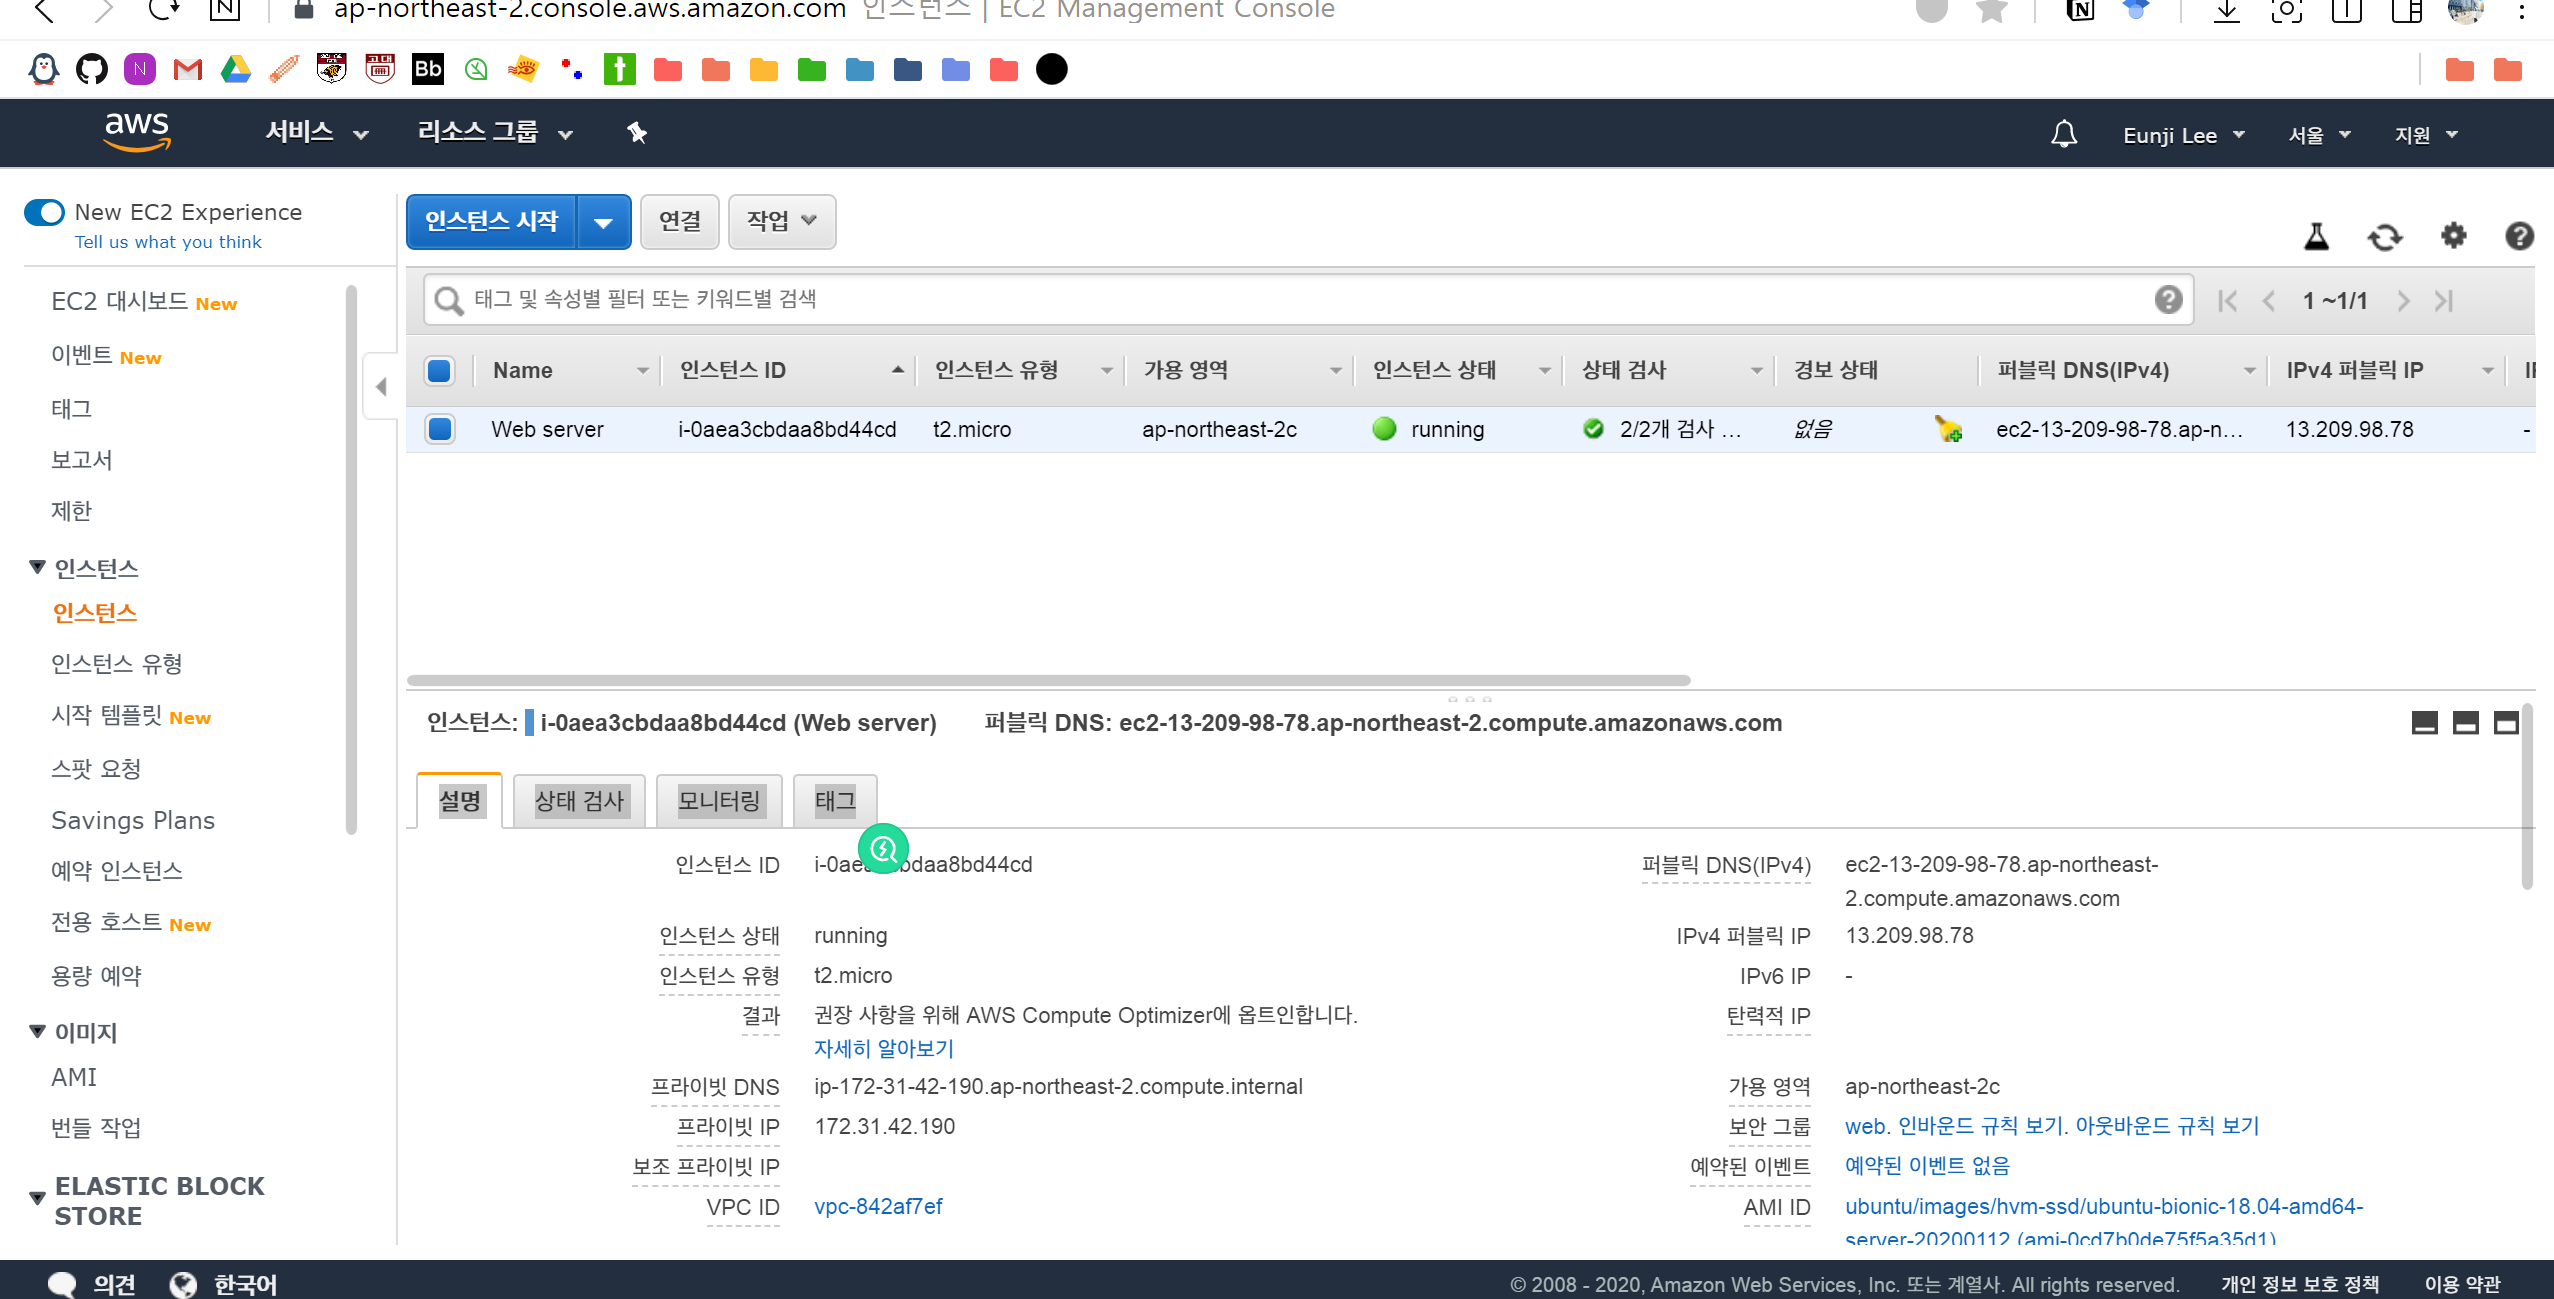 ap-northeast-2.console.aws.amazon.com 인스턴스 | EC2 Management Console
aws 서비스 리소스 그룹 Eunji Lee 서울 지원
New EC2 Experience
Tell us what you think
EC2 대시보드 New
이벤트 New
태그
보고서
제한
인스턴스
인스턴스
인스턴스 유형
시작 템플릿 New
스팟 요청
Savings Plans
예약 인스턴스
전용 호스트 New
용량 예약
이미지
AMI
번들 작업
ELASTIC BLOCK
STORE
인스턴스 시작 연결 작업
태그 및 속성별 필터 또는 키워드별 검색 1 ~1/1
Name 인스턴스 ID 인스턴스 유형 가용 영역 인스턴스 상태 상태 검사 경보 상태 퍼블릭 DNS(IPv4) IPv4 퍼블릭 IP
Web server i-0aea3cbdaa8bd44cd t2.micro ap-northeast-2c running 2/2개 검사 ... 없음 ec2-13-209-98-78.ap-n... 13.209.98.78 -
인스턴스: i-0aea3cbdaa8bd44cd (Web server) 퍼블릭 DNS: ec2-13-209-98-78.ap-northeast-2.compute.amazonaws.com
설명 상태 검사 모니터링 태그
인스턴스 ID
퍼블릭 DNS(IPv4) ec2-13-209-98-78.ap-northeast-
2.compute.amazonaws.com
인스턴스 상태 running IPv4 퍼블릭 IP 13.209.98.78
인스턴스 유형 t2.micro IPv6 IP -
결과 권장 사항을 위해 AWS Compute Optimizer에 옵트인합니다. 탄력적 IP
자세히 알아보기
프라이빗 DNS ip-172-31-42-190.ap-northeast-2.compute.internal 가용 영역 ap-northeast-2c
프라이빗 IP 172.31.42.190 보안 그룹 web. 인바운드 규칙 보기. 아웃바운드 규칙 보기
보조 프라이빗 IP 예약된 이벤트 예약된 이벤트 없음
VPC ID vpc-842af7ef AMI ID ubuntu/images/hvm-ssd/ubuntu-bionic-18.04-amd64-
server-20200112 (ami-0cd7b0de75f5a35d1)
의견 한국어 © 2008 - 2020, Amazon Web Services, Inc. 또는 계열사. All rights reserved. 개인 정보 보호 정책 이용 약관